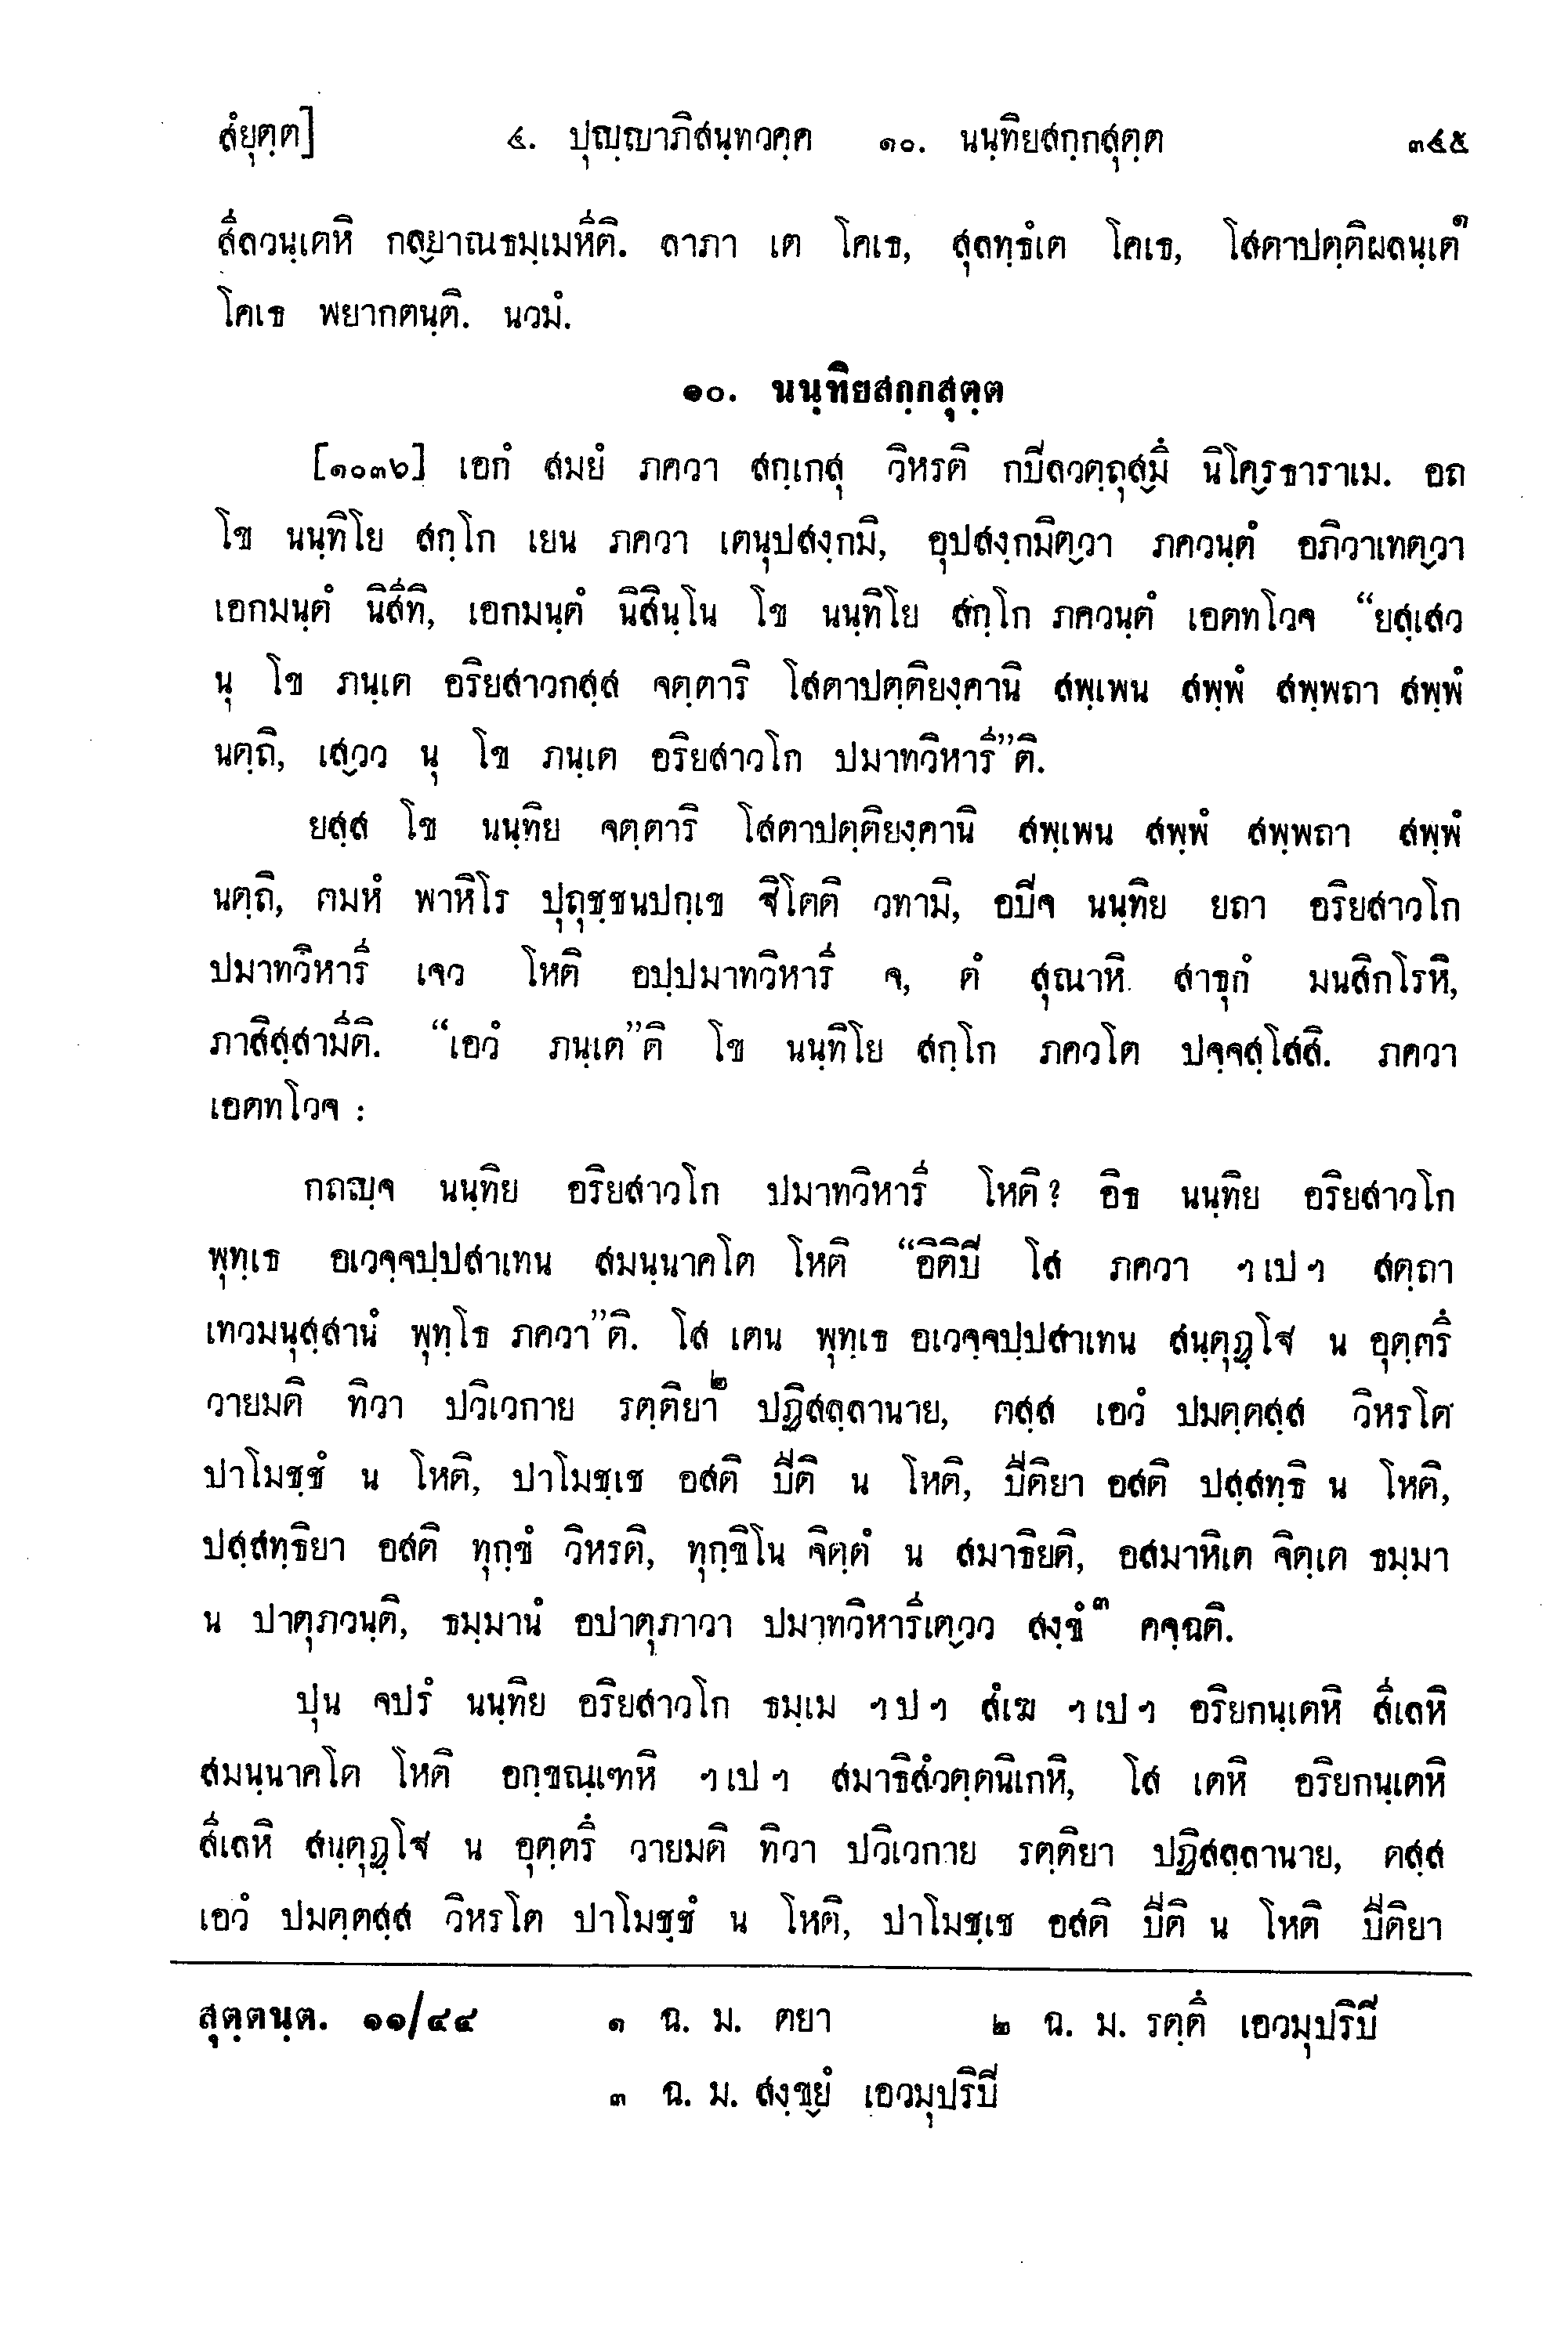 สํยุตฺต] ๔. ปุญฺญาภิสนฺทวคฺค ๑๐. นนฺทิยสกฺกสุตฺต ๓๔๕
สีลวนฺเตหิ กลฺยาณธมฺเมหีติ. ลาภา เต โคเธ, สุลทฺธํเต โคเธ, โสตาปตฺติผลนฺเต๑
โคเธ พยากตนฺติ. นวมํ.
๑๐. นนฺทิยสกฺกสุตฺต
[๑๐๓๖] เอกํ สมยํ ภควา สกฺเกสุ วิหรติ กปิลวตฺถุสฺมึ นิโคฺรธาราเม. อถ
โข นนฺทิโย สกฺโก เยน ภควา เตนุปสงฺกมิ, อุปสงฺกมิตฺวา ภควนฺตํ อภิวาเทตฺวา
เอกมนฺตํ นิสีทิ, เอกมนฺตํ นิสินฺโน โข นนฺทิโย สกฺโก ภควนฺตํ เอตทโวจ “ยสฺเสว
นุ โข ภนฺเต อริยสาวกสฺส จตฺตาริ โสตาปตฺติยงฺคานิ สพฺเพน สพฺพํ สพฺพถา สพฺพํ
นตฺถิ, เสฺวว นุ โข ภนฺเต อริยสาวโก ปมาทวิหารี”ติ.
ยสฺส โข นนฺทิย จตฺตาริ โสตาปตฺติยงฺคานิ สพฺเพน สพฺพํ สพฺพถา สพฺพํ
นตฺถิ, ตมหํ พาหิโร ปุถุชฺชนปกฺเข ฐิโตติ วทามิ, อปิจ นนฺทิย ยถา อริยสาวโก
ปมาทวิหารี เจว โหติ อปฺปมาทวิหารี จ, ตํ สุณาหิ สาธุกํ มนสิกโรหิ,
ภาสิสฺสามีติ. “เอวํ ภนฺเต”ติ โข นนฺทิโย สกฺโก ภควโต ปจฺจสฺโสสิ. ภควา
เอตทโวจ :
กถญฺจ นนฺทิย อริยสาวโก ปมาทวิหารี โหติ? อิธ นนฺทิย อริยสาวโก
พุทฺเธ อเวจฺจปฺปสาเทน สมนฺนาคโต โหติ “อิติปิ โส ภควา ฯ เป ฯ สตฺถา
เทวมนุสฺสานํ พุทฺโธ ภควา”ติ. โส เตน พุทฺเธ อเวจฺจปฺปสาเทน สนฺตุฏฺโฐ น อุตฺตรึ
วายมติ ทิวา ปวิเวกาย รตฺติยา๒ ปฏิสลฺลานาย, ตสฺส เอวํ ปมตฺตสฺส วิหรโต
ปาโมชฺชํ น โหติ, ปาโมชฺเช อสติ ปีติ น โหติ, ปีติยา อสติ ปสฺสทฺธิ น โหติ,
ปสฺสทฺธิยา อสติ ทุกฺขํ วิหรติ, ทุกฺขิโน จิตฺตํ น สมาธิยติ, อสมาหิเต จิตฺเต ธมฺมา
น ปาตุภวนฺติ, ธมฺมานํ อปาตุภาวา ปมาทวิหารีเตฺวว สงฺขํ๓ คจฺฉติ.
ปุน จปรํ นนฺทิย อริยสาวโก ธมฺเม ฯ ป ฯ สํเฆ ฯ เป ฯ อริยกนฺเตหิ สีเลหิ
สมนฺนาคโต โหติ อกฺขณฺเฑหิ ฯ เป ฯ สมาธิสํวตฺตนิเกหิ, โส เตหิ อริยกนฺเตหิ
สีเลหิ สนฺตุฏฺโฐ น อุตฺตรึ วายมติ ทิวา ปวิเวกาย รตฺติยา ปฏิสลฺลานาย, ตสฺส
เอวํ ปมตฺตสฺส วิหรโต ปาโมชฺชํ น โหติ, ปาโมชฺเช อสติ ปีติ น โหติ ปีติยา
สุตฺตนฺต. ๑๑/๔๔ ๑ ฉ. ม. ตยา ๒ ฉ. ม. รตฺตึ เอวมุปริปิ
๓ ฉ. ม. สงฺขฺยํ เอวมุปริปิ